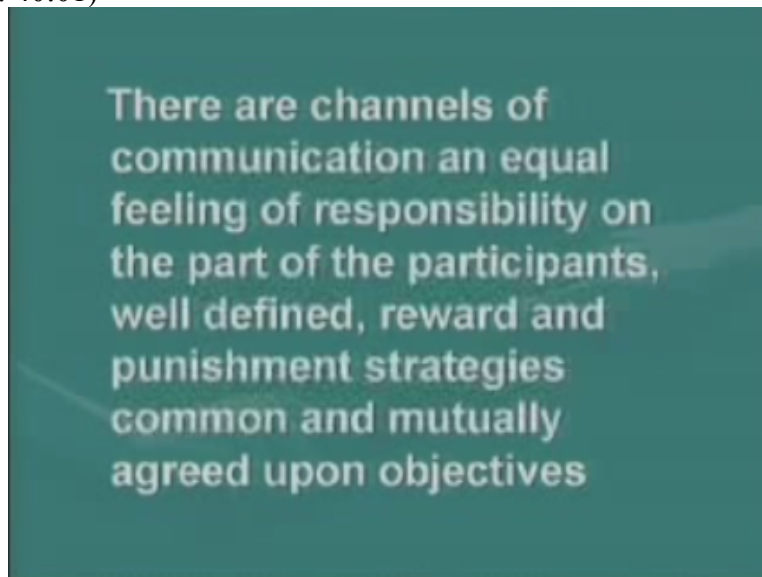 There are channels of
communication an equal
feeling of responsibility on
the part of the participants,
well defined, reward and
punishment strategies
common and mutually
agreed upon objectives